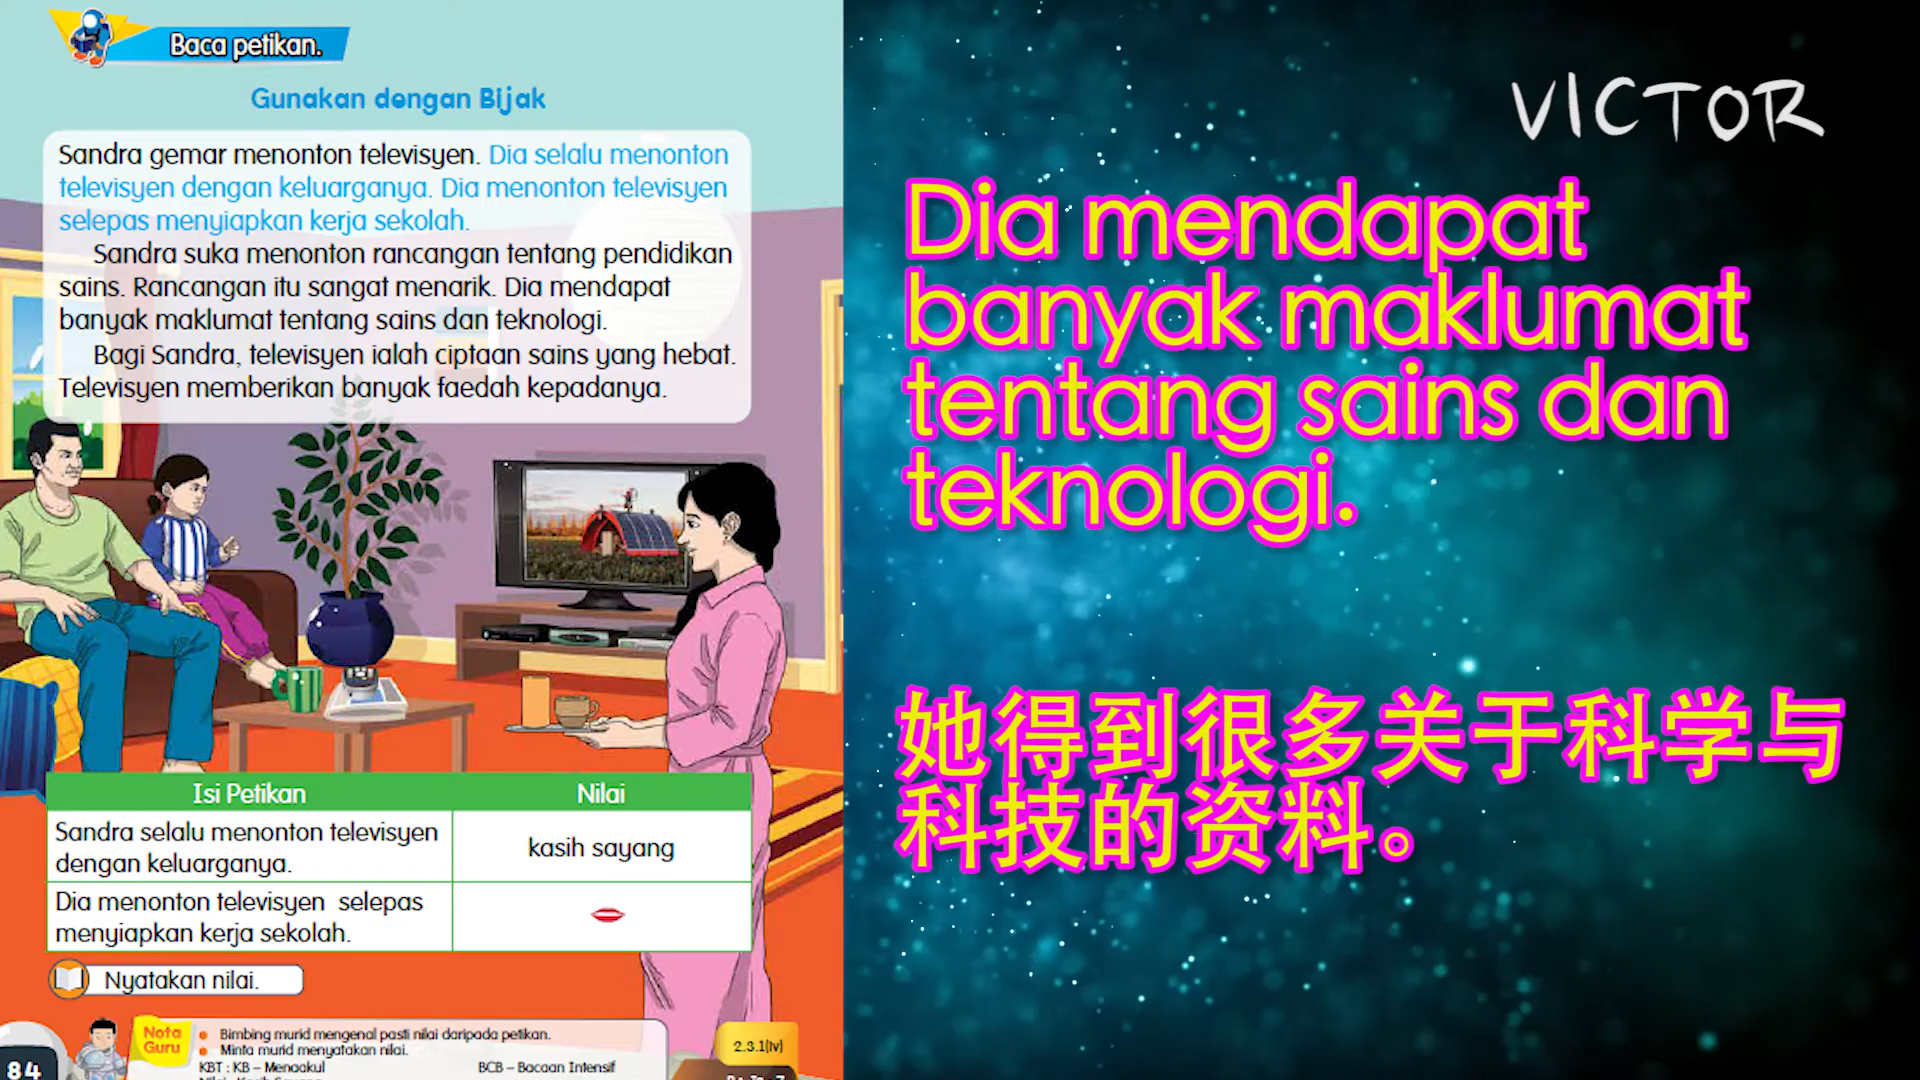 Baca petikan.
Gunakan dengan Bijak
Sandra gemar menonton televisyen. Dia selalu menonton
televisyen dengan keluarganya. Dia menonton televisyen
selepas menyiapkan kerja sekolah.
Sandra suka menonton rancangan tentang pendidikan
sains. Rancangan itu sangat menarik. Dia mendapat
banyak maklumat tentang sains dan teknologi.
Bagi Sandra, televisyen ialah ciptaan sains yang hebat.
Televisyen memberikan banyak faedah kepadanya.
Isi Petikan Nilai
Sandra selalu menonton televisyen
dengan keluarganya.
kasih sayang
Dia menonton televisyen selepas
menyiapkan kerja sekolah.
Nyatakan nilai.
Nota
Guru
Bimbing murid mengenal pasti nilai daripada petikan.
Minta murid menyatakan nilai.
KBT : KB – Menaakul BCB – Bacaan Intensif
2.3.1(iv)
84
VICTOR
Dia mendapat
banyak maklumat
tentang sains dan
teknologi.
她得到很多关于科学与
科技的资料。